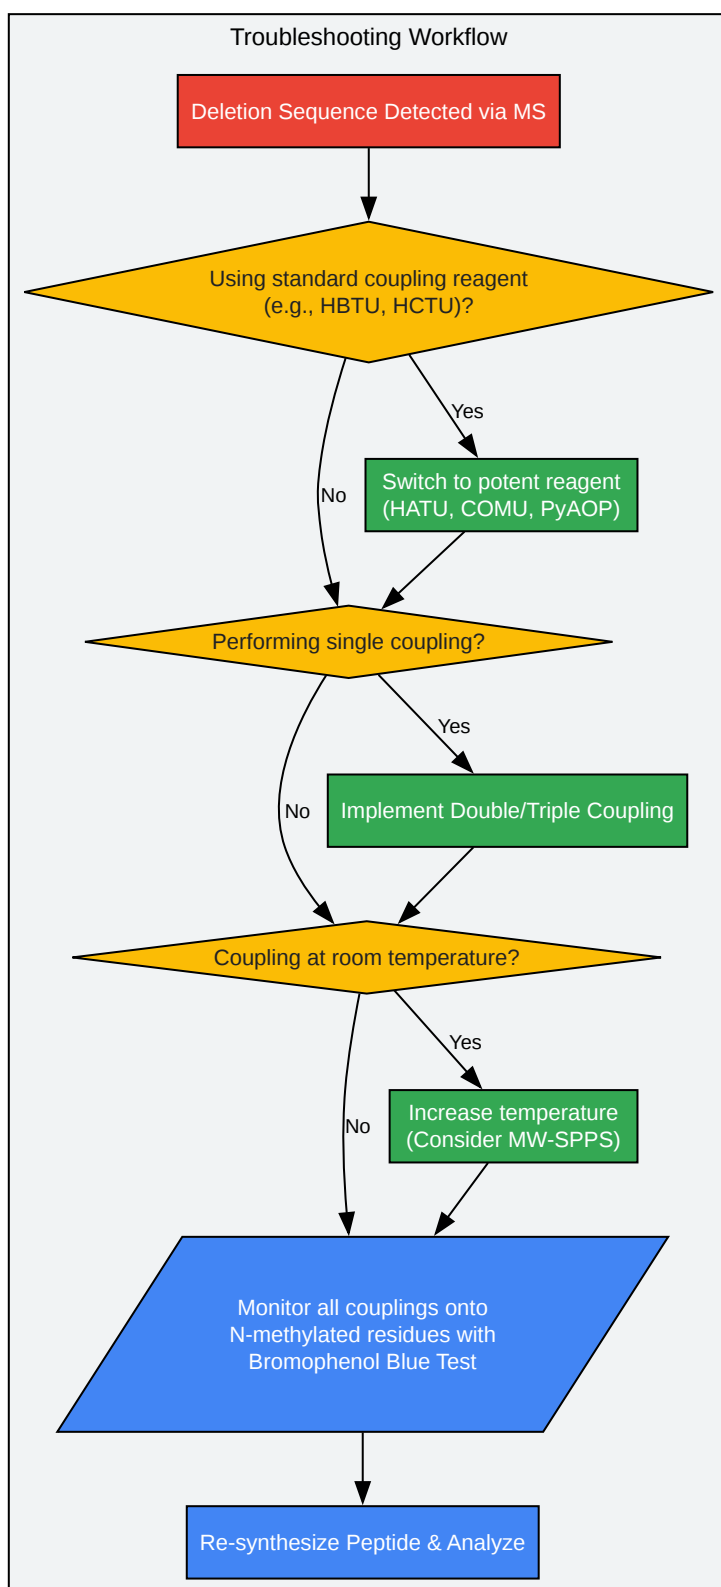 Troubleshooting Workflow
Deletion Sequence Detected via MS
Using standard coupling reagent
(e.g., HBTU, HCTU)?
Yes
Switch to potent reagent
(HATU, COMU, PyAOP)
No
Performing single coupling?
Yes
Implement Double/Triple Coupling
No
Coupling at room temperature?
Yes
Increase temperature
(Consider MW-SPPS)
No
Monitor all couplings onto
N-methylated residues with
Bromophenol Blue Test
Re-synthesize Peptide & Analyze